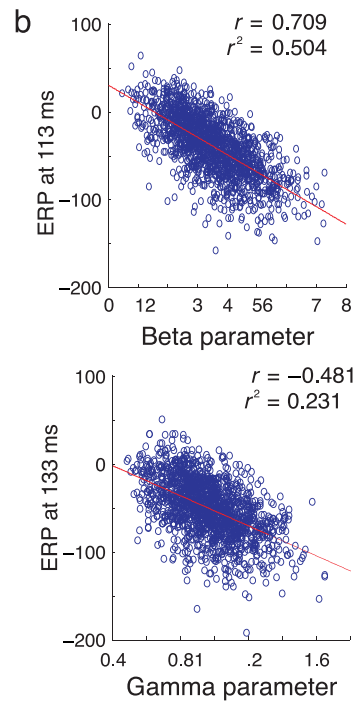 b
r = 0.709
r² = 0.504
100
0
−100
−200
ERP at 113 ms
0 12 3 4 56 7 8
Beta parameter
r = −0.481
r² = 0.231
100
0
−100
−200
ERP at 133 ms
0.4 0.81 .2 1.6
Gamma parameter